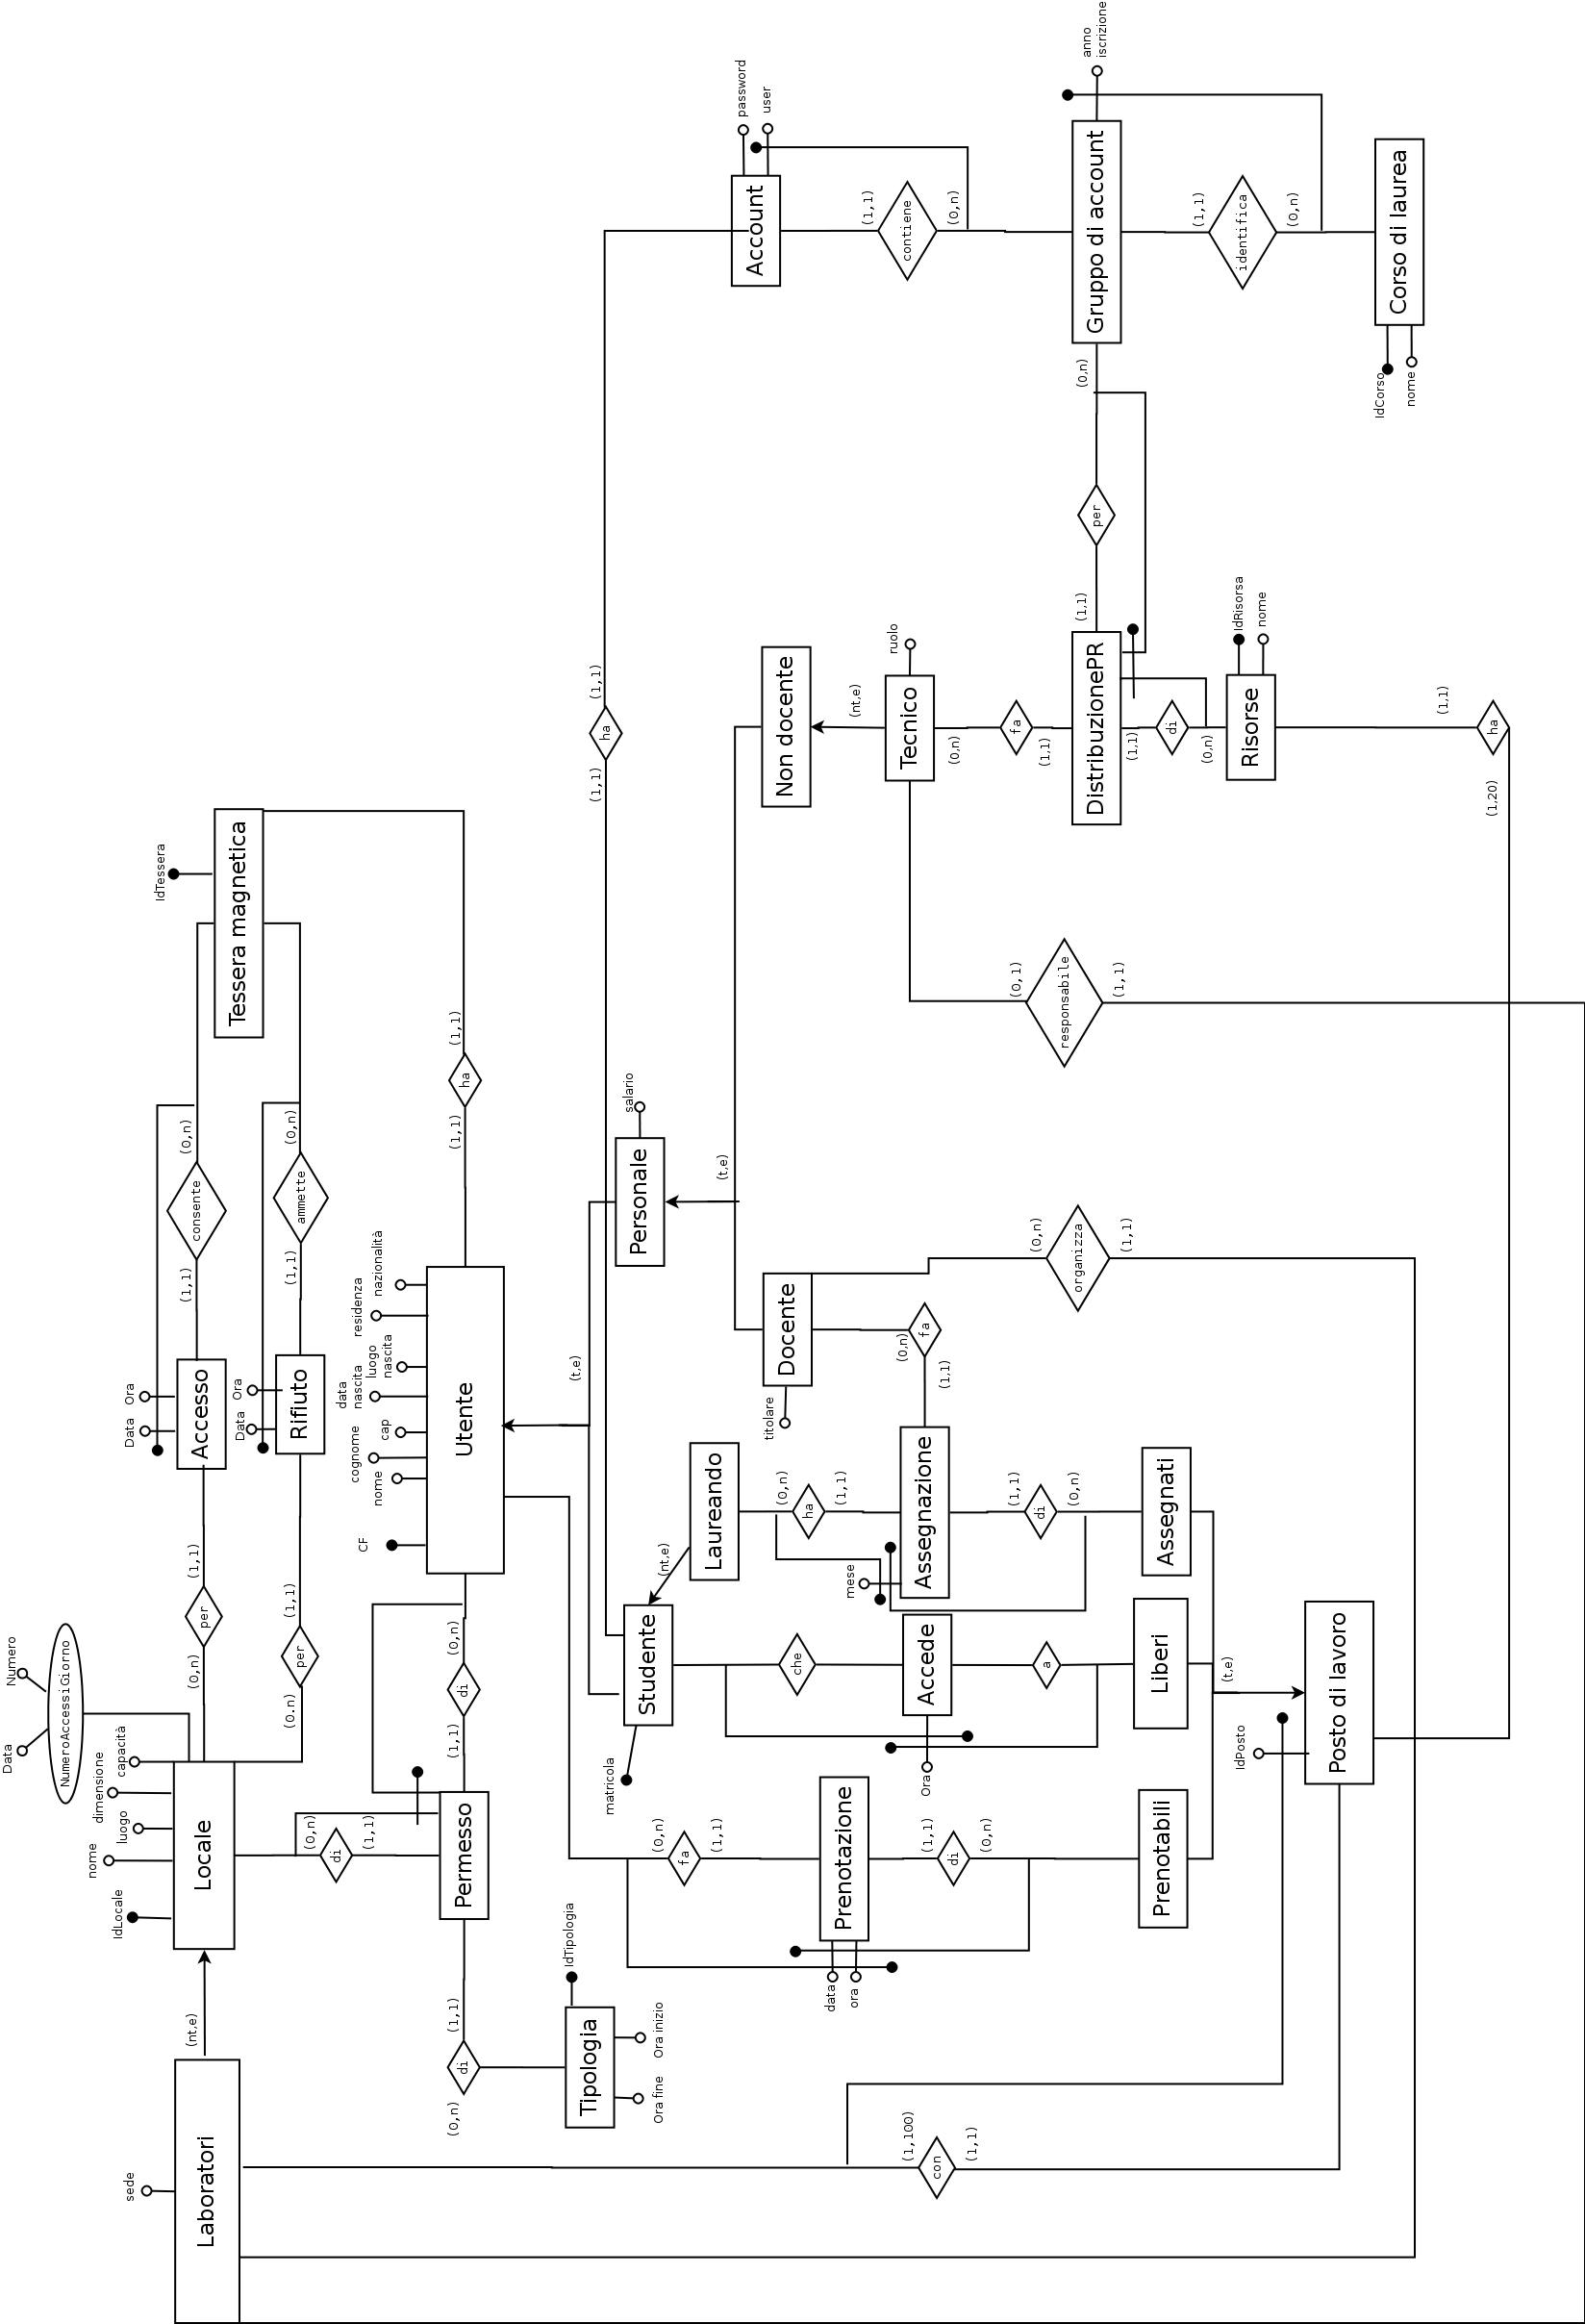 sede
Laboratori
(nt,e)
Data
Numero
NumeroAccessiGiorno
IdLocale
nome
luogo
dimensione
capacità
Locale
(0,n)
per
(1,1)
(0.n)
per
(1,1)
Data
Ora
Accesso
(1,1)
consente
(0,n)
Data
Ora
Rifiuto
(1,1)
ammette
(0,n)
IdTessera
Tessera magnetica
(0,n)
di
(1,1)
CF
nome
cognome
cap
data
nascita
luogo
nascita
residenza
nazionalità
Utente
(1,1)
ha
(1,1)
(0,n)
di
(1,1)
Permesso
(1,1)
di
(0,n)
IdTipologia
Tipologia
Ora fine
Ora inizio
(t,e)
(1,1)
ha
(1,1)
salario
Personale
(t,e)
matricola
Studente
(nt,e)
Laureando
password
user
Account
(1,1)
contiene
(0,n)
titolare
Docente
Non docente
(nt,e)
(0,n)
fa
(1,1)
data
ora
Prenotazione
(1,1)
di
(0,n)
Prenotabili
che
Ora
Accede
a
Liberi
(0,n)
ha
(1,1)
mese
Assegnazione
(1,1)
di
(0,n)
Assegnati
(0,n)
fa
(1,1)
(0,n)
organizza
(1,1)
ruolo
Tecnico
(0,n)
fa
(1,1)
(0,1)
responsabile
(1,1)
DistribuzionePR
(1,1)
per
(0,n)
anno
iscrizione
Gruppo di account
(1,1)
identifica
(0,n)
(1,1)
di
(0,n)
IdRisorsa
nome
Risorse
(t,e)
IdPosto
Posto di lavoro
IdCorso
nome
Corso di laurea
(1,100)
con
(1,1)
(1,20)
ha
(1,1)